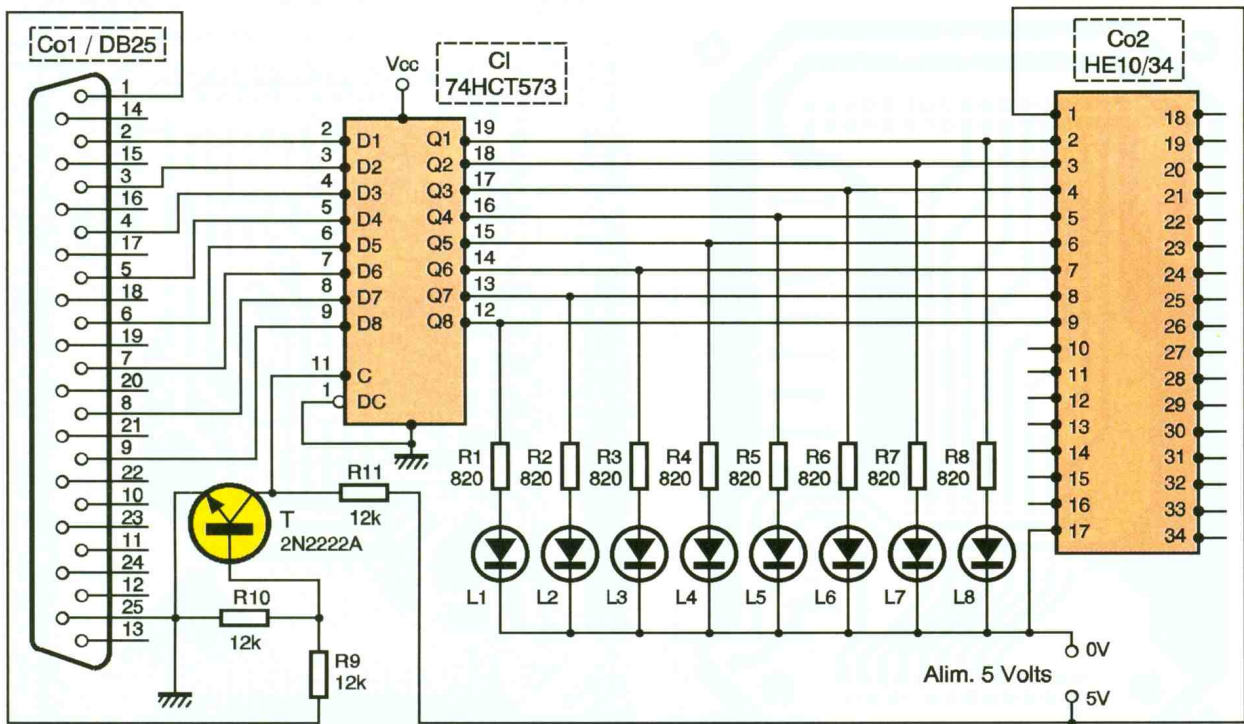 Co1 / DB25
1
14
2
15
3
16
4
17
5
18
6
19
7
20
8
21
9
22
10
23
11
24
12
25
13
Vcc
CI
74HCT573
2 D1 Q1 19
3 D2 Q2 18
4 D3 Q3 17
5 D4 Q4 16
6 D5 Q5 15
7 D6 Q6 14
8 D7 Q7 13
9 D8 Q8 12
11 C
1 DC
R11
12k
T
2N2222A
R10
12k
R9
12k
R1 R2 R3 R4 R5 R6 R7 R8
820 820 820 820 820 820 820 820
L1 L2 L3 L4 L5 L6 L7 L8
Co2
HE10/34
1 18
2 19
3 20
4 21
5 22
6 23
7 24
8 25
9 26
10 27
11 28
12 29
13 30
14 31
15 32
16 33
17 34
0V
Alim. 5 Volts
5V